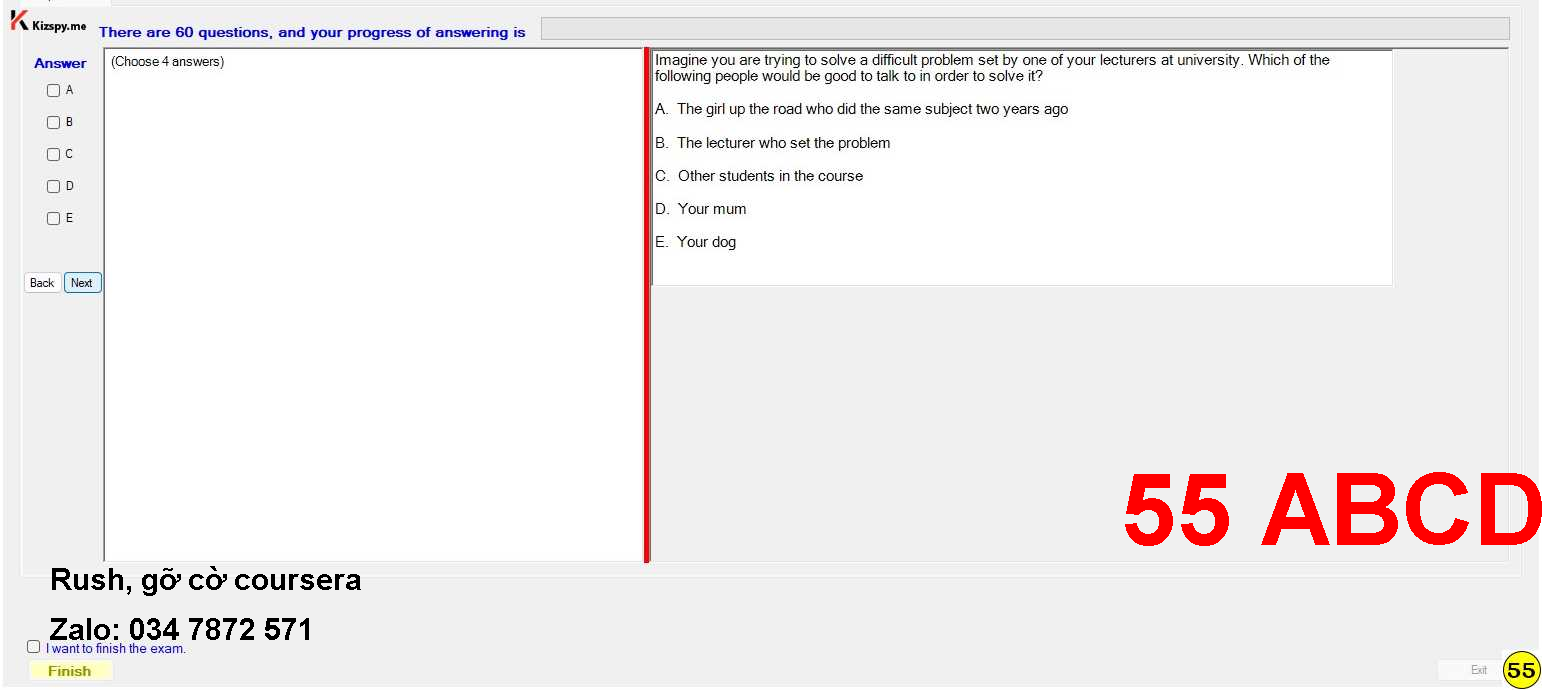 Kizspy.me
There are 60 questions, and your progress of answering is
Answer
A
B
C
D
E
Back
Next
(Choose 4 answers)
Imagine you are trying to solve a difficult problem set by one of your lecturers at university. Which of the
following people would be good to talk to in order to solve it?
A. The girl up the road who did the same subject two years ago
B. The lecturer who set the problem
C. Other students in the course
D. Your mum
E. Your dog
55 ABCD
Rush, gỡ cờ coursera
Zalo: 034 7872 571
I want to finish the exam.
Finish
Exit
55